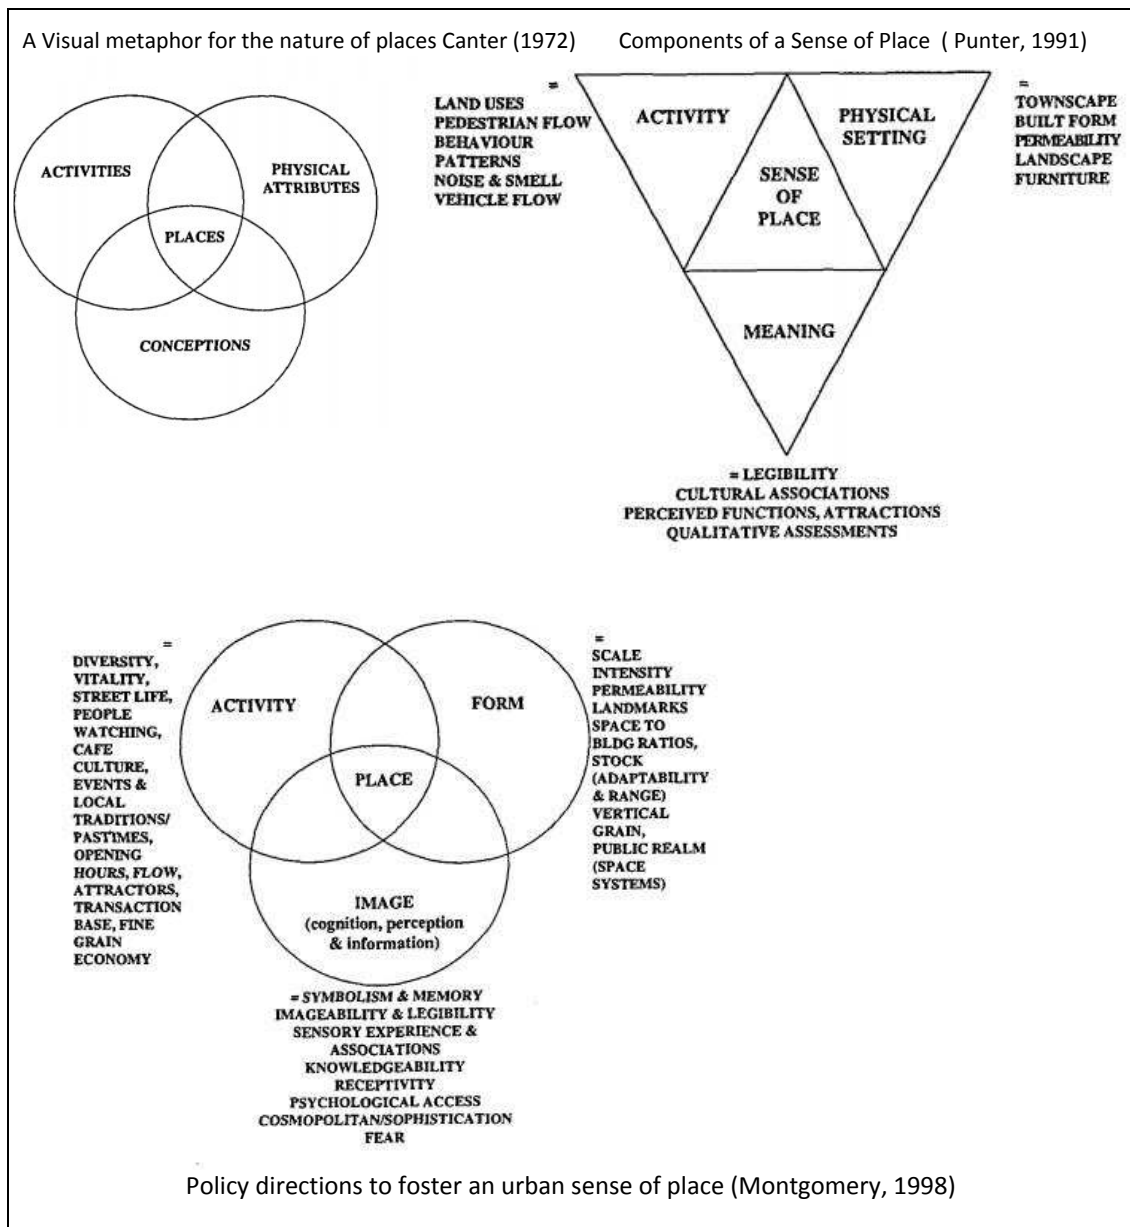 A Visual metaphor for the nature of places Canter (1972)
ACTIVITIES
PHYSICAL
ATTRIBUTES
PLACES
CONCEPTIONS
Components of a Sense of Place ( Punter, 1991)
=
LAND USES
PEDESTRIAN FLOW
BEHAVIOUR
PATTERNS
NOISE & SMELL
VEHICLE FLOW
ACTIVITY
PHYSICAL
SETTING
SENSE
OF
PLACE
MEANING
=
TOWNSCAPE
BUILT FORM
PERMEABILITY
LANDSCAPE
FURNITURE
= LEGIBILITY
CULTURAL ASSOCIATIONS
PERCEIVED FUNCTIONS, ATTRACTIONS
QUALITATIVE ASSESSMENTS
=
DIVERSITY,
VITALITY,
STREET LIFE,
PEOPLE
WATCHING,
CAFE
CULTURE,
EVENTS &
LOCAL
TRADITIONS/
PASTIMES,
OPENING
HOURS, FLOW,
ATTRACTORS,
TRANSACTION
BASE, FINE
GRAIN
ECONOMY
ACTIVITY
FORM
PLACE
IMAGE
(cognition, perception
& information)
=
SCALE
INTENSITY
PERMEABILITY
LANDMARKS
SPACE TO
BLDG RATIOS,
STOCK
(ADAPTABILITY
& RANGE)
VERTICAL
GRAIN,
PUBLIC REALM
(SPACE
SYSTEMS)
= SYMBOLISM & MEMORY
IMAGEABILITY & LEGIBILITY
SENSORY EXPERIENCE &
ASSOCIATIONS
KNOWLEDGEABILITY
RECEPTIVITY
PSYCHOLOGICAL ACCESS
COSMOPOLITAN/SOPHISTICATION
FEAR
Policy directions to foster an urban sense of place (Montgomery, 1998)